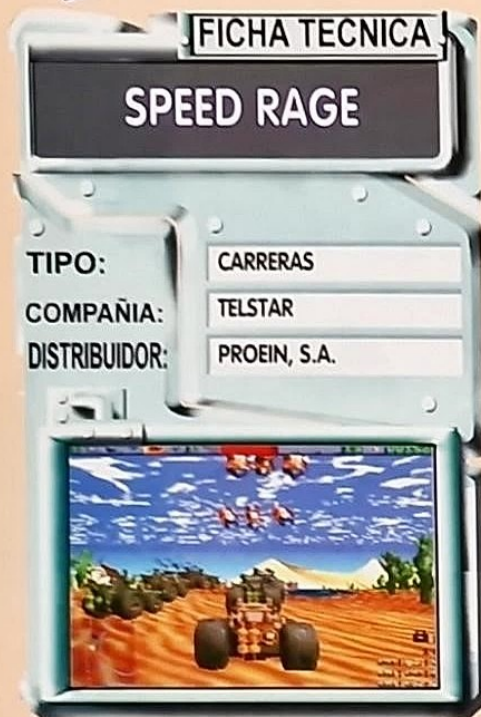 FICHA TECNICA
SPEED RAGE
TIPO: CARRERAS
COMPAÑIA: TELSTAR
DISTRIBUIDOR: PROEIN, S.A.